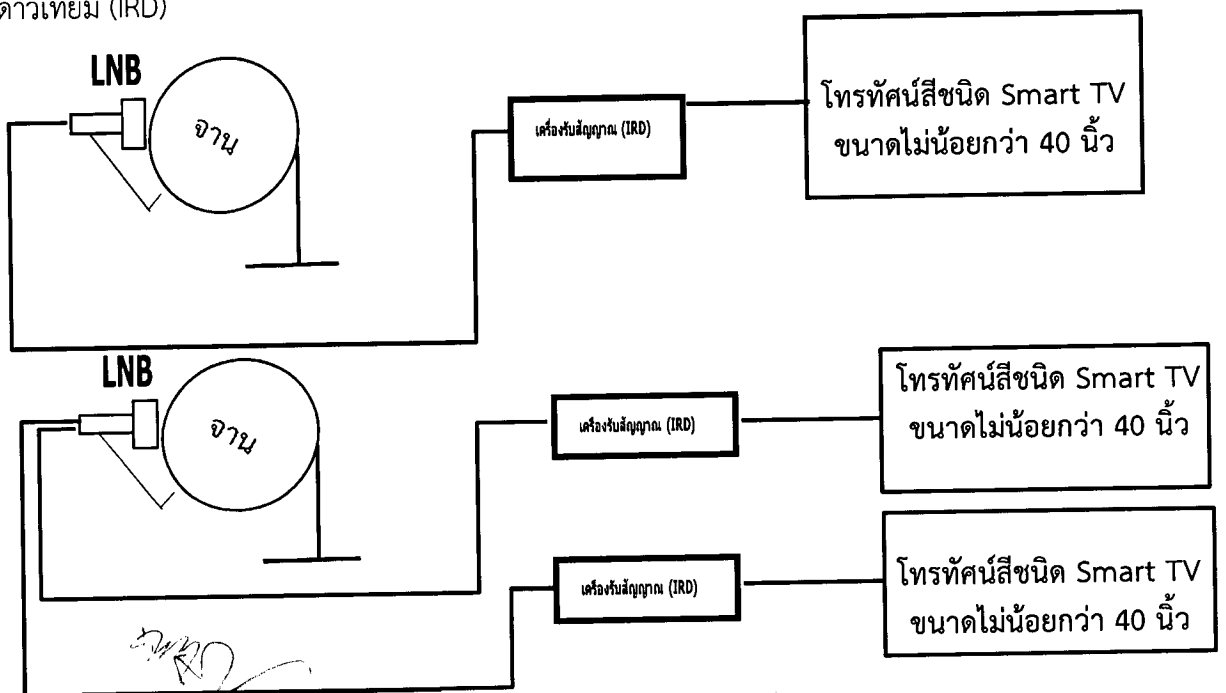 ดาวเทียม (IRD)
LNB
จาน
เครื่องรับสัญญาณ (IRD)
โทรทัศน์สีชนิด Smart TV
ขนาดไม่น้อยกว่า 40 นิ้ว
LNB
จาน
เครื่องรับสัญญาณ (IRD)
โทรทัศน์สีชนิด Smart TV
ขนาดไม่น้อยกว่า 40 นิ้ว
เครื่องรับสัญญาณ (IRD)
โทรทัศน์สีชนิด Smart TV
ขนาดไม่น้อยกว่า 40 นิ้ว